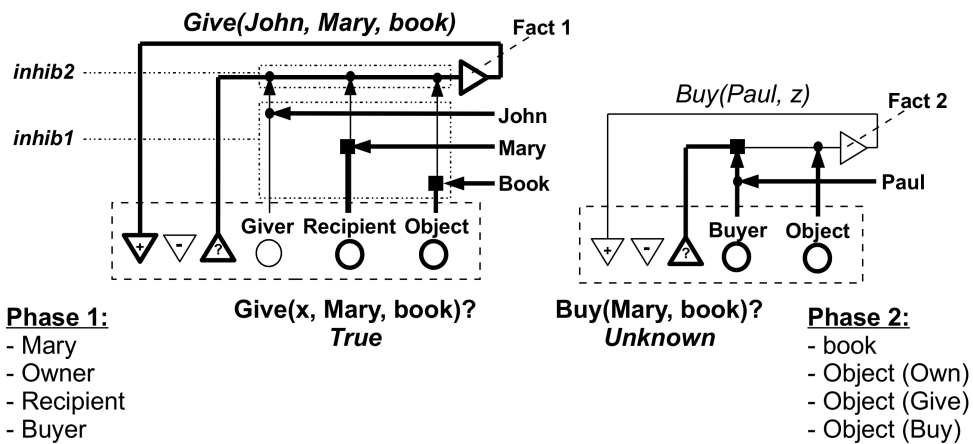 Give(John, Mary, book)
Fact 1
inhib2
inhib1
John
Mary
Book
Giver Recipient Object
+ - ?
Give(x, Mary, book)?
True
Buy(Paul, z)
Fact 2
Paul
Buyer Object
+ - ?
Buy(Mary, book)?
Unknown
Phase 1:
- Mary
- Owner
- Recipient
- Buyer
Phase 2:
- book
- Object (Own)
- Object (Give)
- Object (Buy)